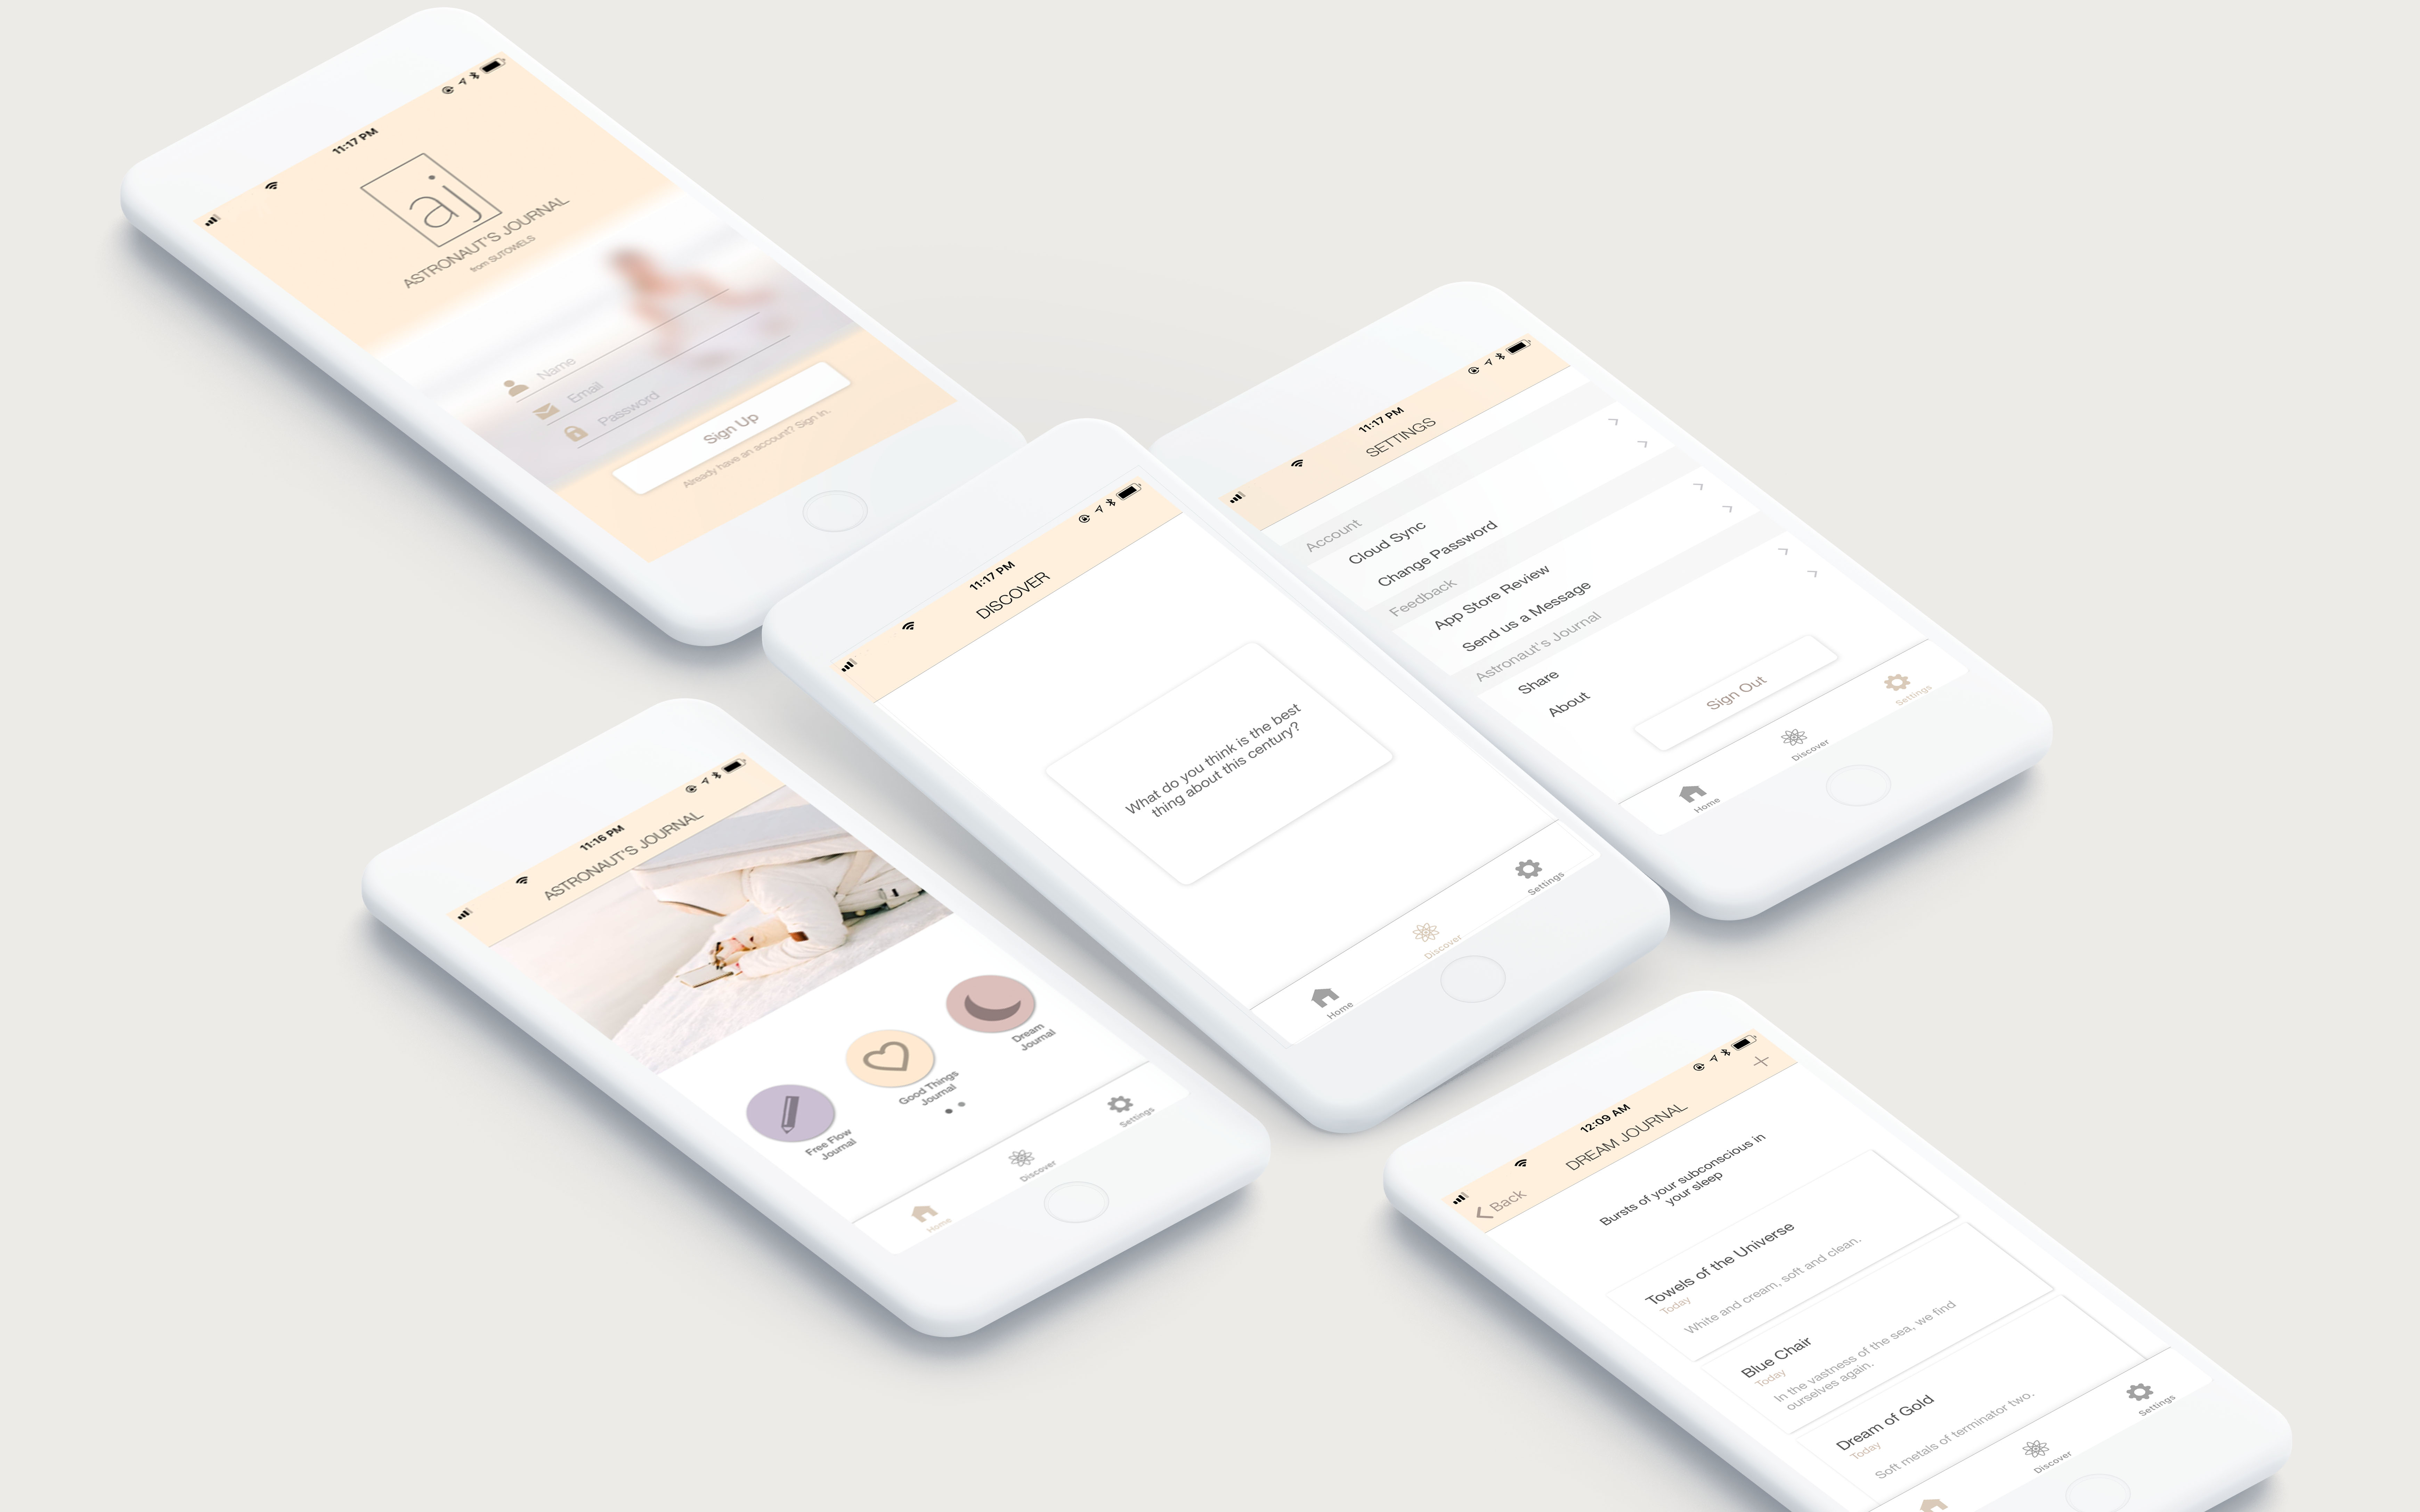 11:17 PM
aj
ASTRONAUT'S JOURNAL
from SUTOWELS
Name
Email
Password
Sign Up
Already have an account? Sign In.
11:17 PM
SETTINGS
Account
Cloud Sync
Change Password
Feedback
App Store Review
Send us a Message
Astronaut's Journal
Share
About
Sign Out
Home
Discover
Settings
11:17 PM
DISCOVER
What do you think is the best
thing about this century?
Home
Discover
Settings
11:16 PM
ASTRONAUT'S JOURNAL
Free Flow
Journal
Good Things
Journal
Dream
Journal
Home
Discover
Settings
12:09 AM
Back
DREAM JOURNAL
Bursts of your subconscious in
your sleep
Towels of the Universe
Today
White and cream, soft and clean.
Blue Chair
Today
In the vastness of the sea, we find
ourselves again.
Dream of Gold
Today
Soft metals of terminator two.
Discover
Settings